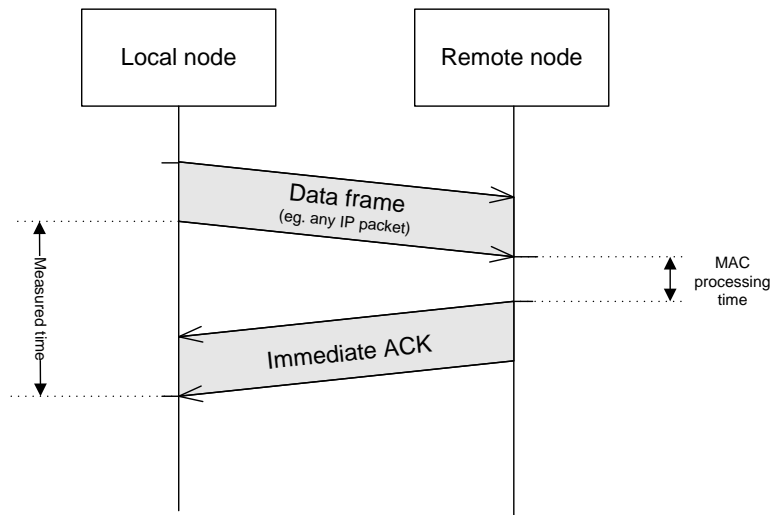 Local node
Remote node
Data frame
(eg. any IP packet)
Measured time
MAC
processing
time
Immediate ACK